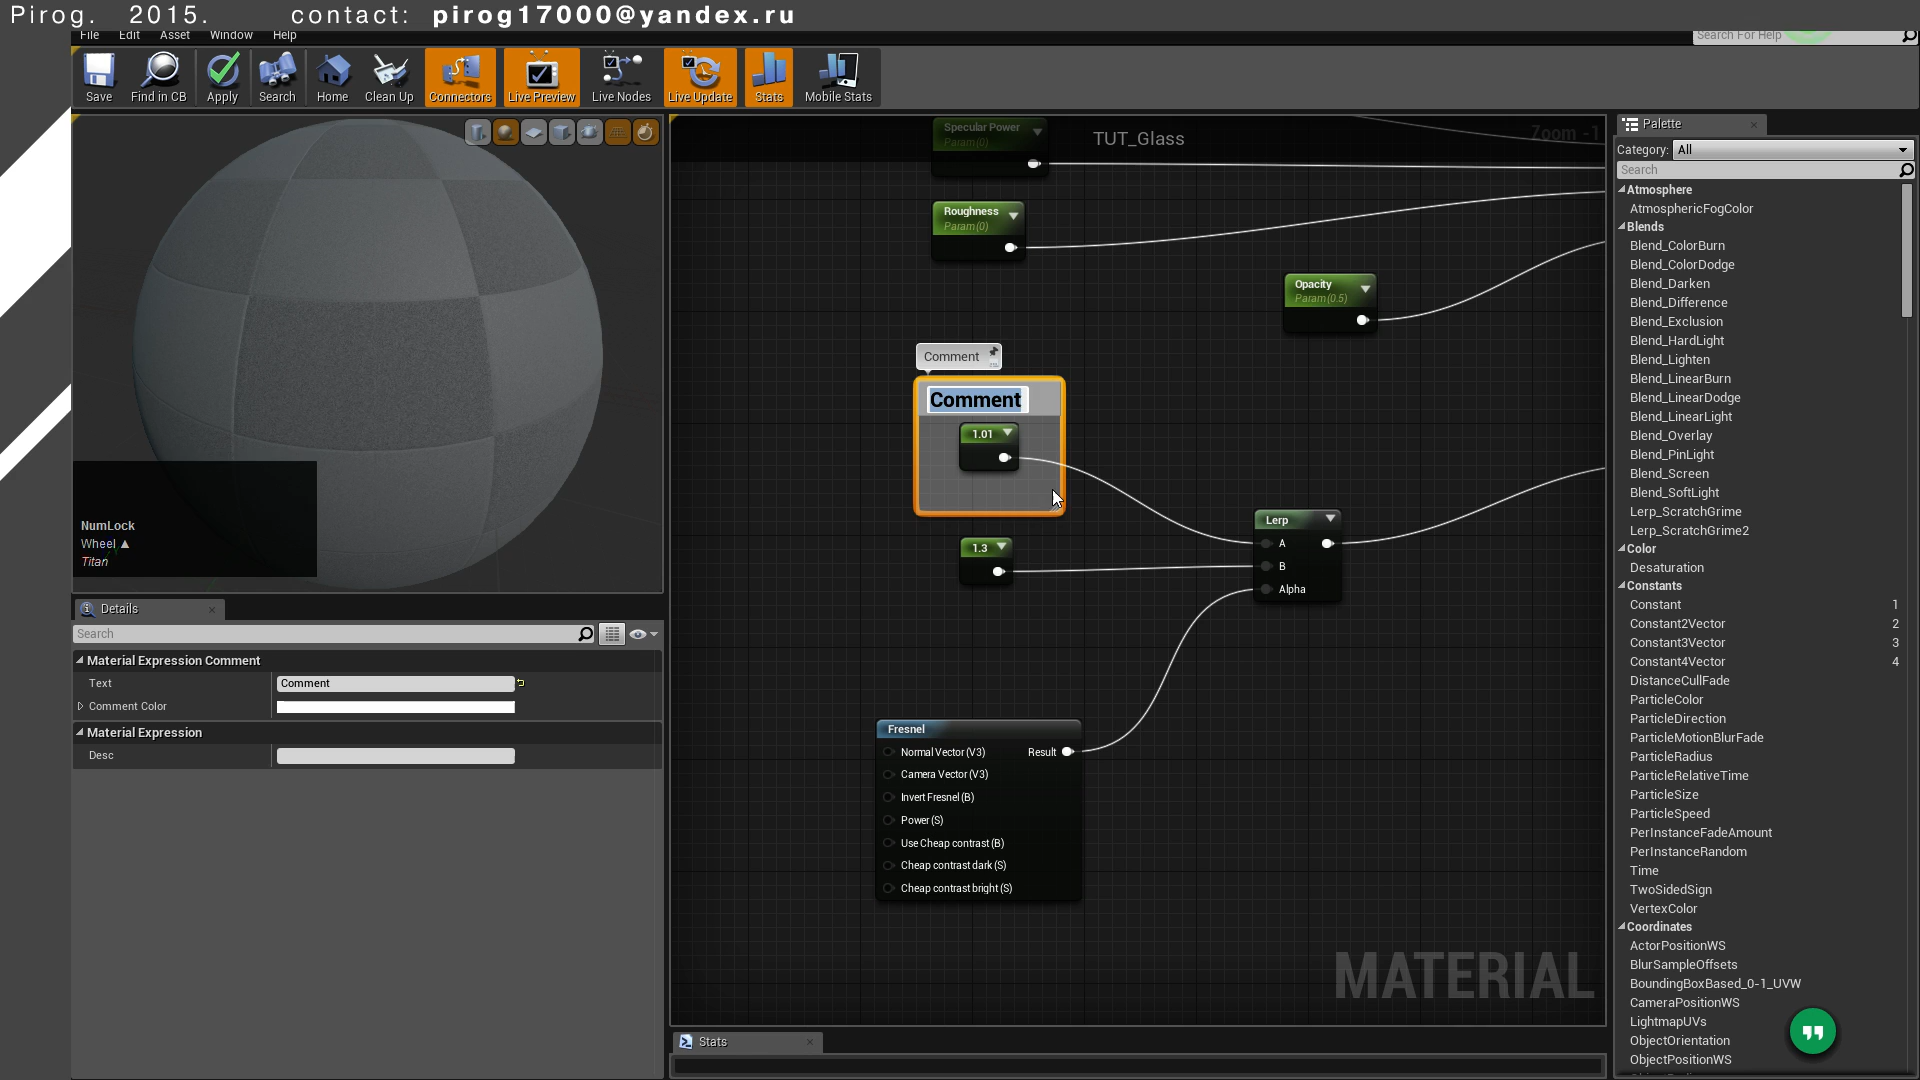 Pirog. 2015. contact: pirog17000@yandex.ru
File Edit Asset Window Help
Search For Help
Save Find in CB Apply Search Home Clean Up Connectors Live Preview Live Nodes Live Update Stats Mobile Stats
NumLock
Wheel ▲
Titan
Details
Search
Material Expression Comment
Text Comment
Comment Color
Material Expression
Desc
TUT_Glass
Zoom -1
Specular Power
Param(0)
Roughness
Param(0)
Opacity
Param(0.5)
Comment
Comment
1.01
1.3
Lerp
A
B
Alpha
Fresnel
Normal Vector (V3) Result
Camera Vector (V3)
Invert Fresnel (B)
Power (S)
Use Cheap contrast (B)
Cheap contrast dark (S)
Cheap contrast bright (S)
MATERIAL
Stats
Palette
Category: All
Search
Atmosphere
AtmosphericFogColor
Blends
Blend_ColorBurn
Blend_ColorDodge
Blend_Darken
Blend_Difference
Blend_Exclusion
Blend_HardLight
Blend_Lighten
Blend_LinearBurn
Blend_LinearDodge
Blend_LinearLight
Blend_Overlay
Blend_PinLight
Blend_Screen
Blend_SoftLight
Lerp_ScratchGrime
Lerp_ScratchGrime2
Color
Desaturation
Constants
Constant 1
Constant2Vector 2
Constant3Vector 3
Constant4Vector 4
DistanceCullFade
ParticleColor
ParticleDirection
ParticleMotionBlurFade
ParticleRadius
ParticleRelativeTime
ParticleSize
ParticleSpeed
PerInstanceFadeAmount
PerInstanceRandom
Time
TwoSidedSign
VertexColor
Coordinates
ActorPositionWS
BlurSampleOffsets
BoundingBoxBased_0-1_UVW
CameraPositionWS
LightmapUVs
ObjectOrientation
ObjectPositionWS